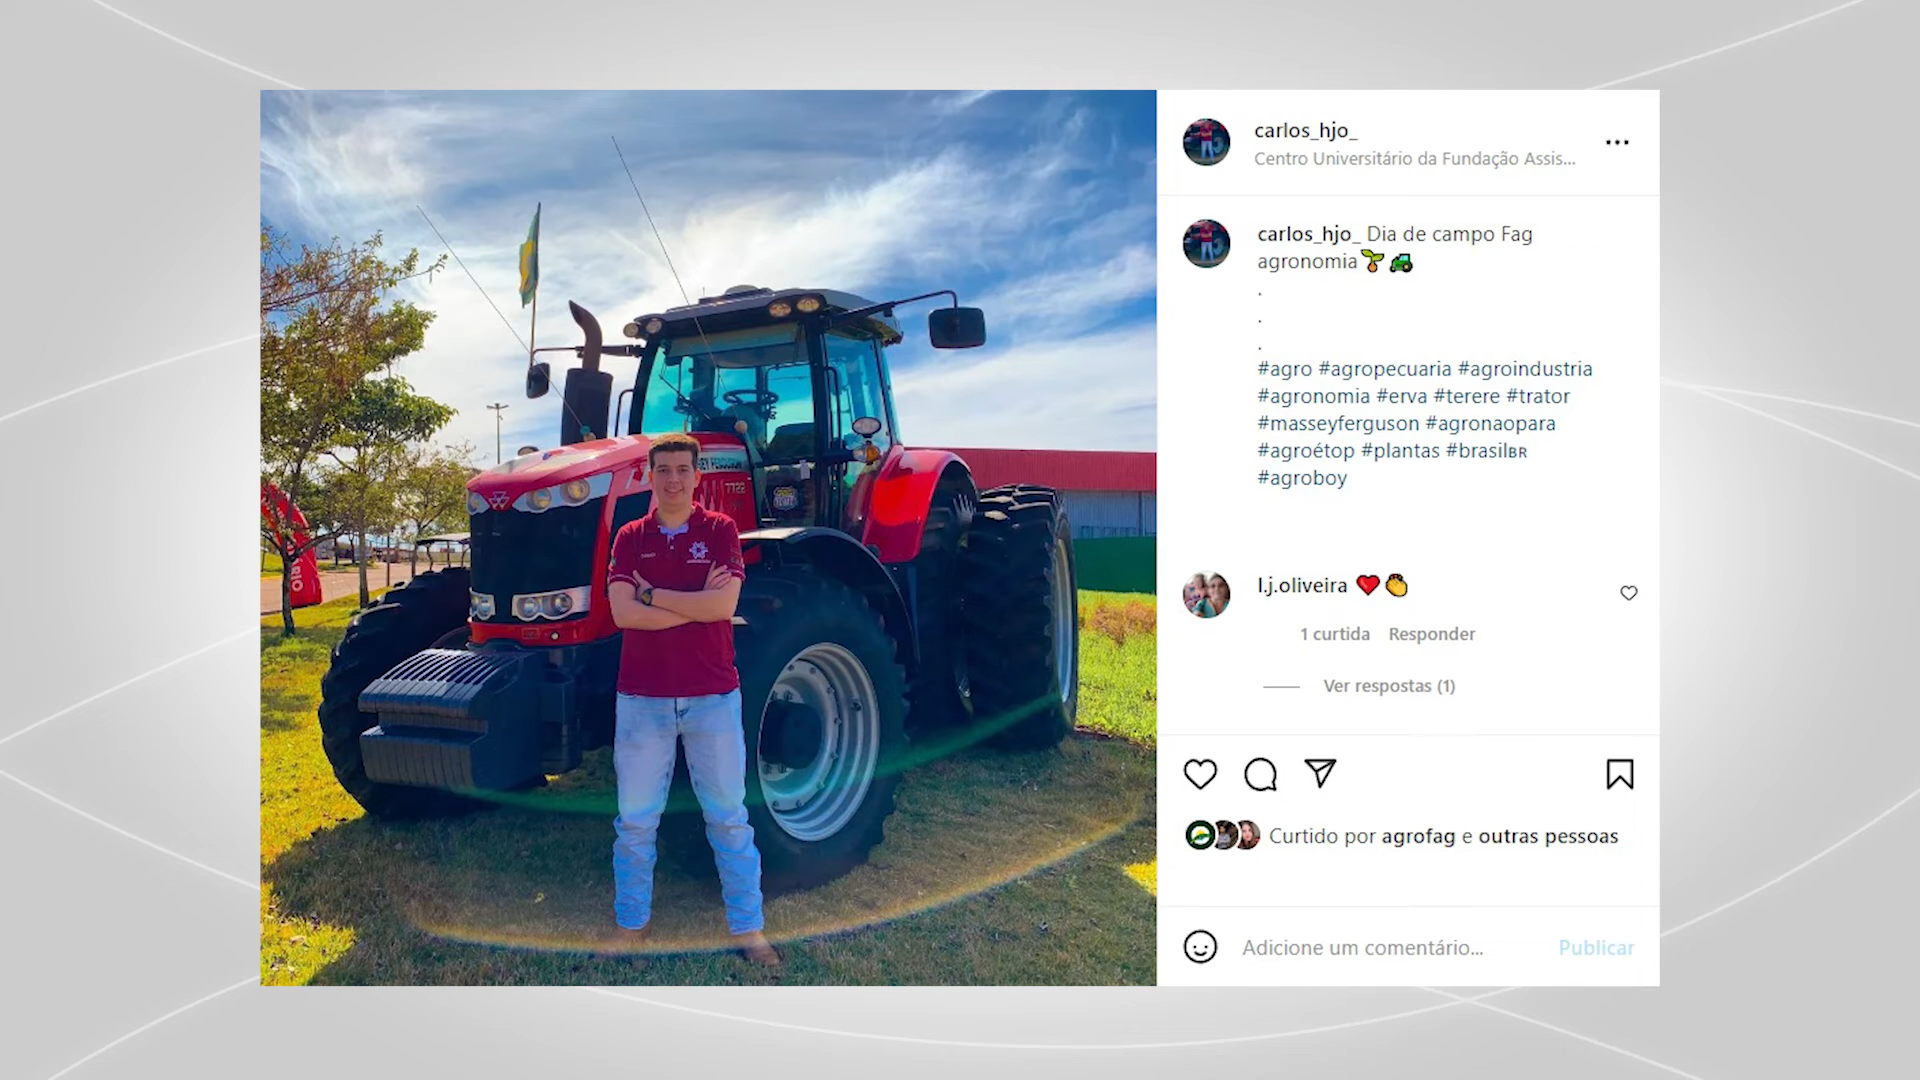 carlos_hjo_
Centro Universitário da Fundação Assis...
carlos_hjo_ Dia de campo Fag
agronomia🌱🚜
.
.
.
#agro #agropecuaria #agroindustria
#agronomia #erva #terere #trator
#masseyferguson #agronaopara
#agroétop #plantas #brasilBR
#agroboy
l.j.oliveira ❤️👏
1 curtida Responder
Ver respostas (1)
Curtido por agrofag e outras pessoas
Adicione um comentário... Publicar
7722